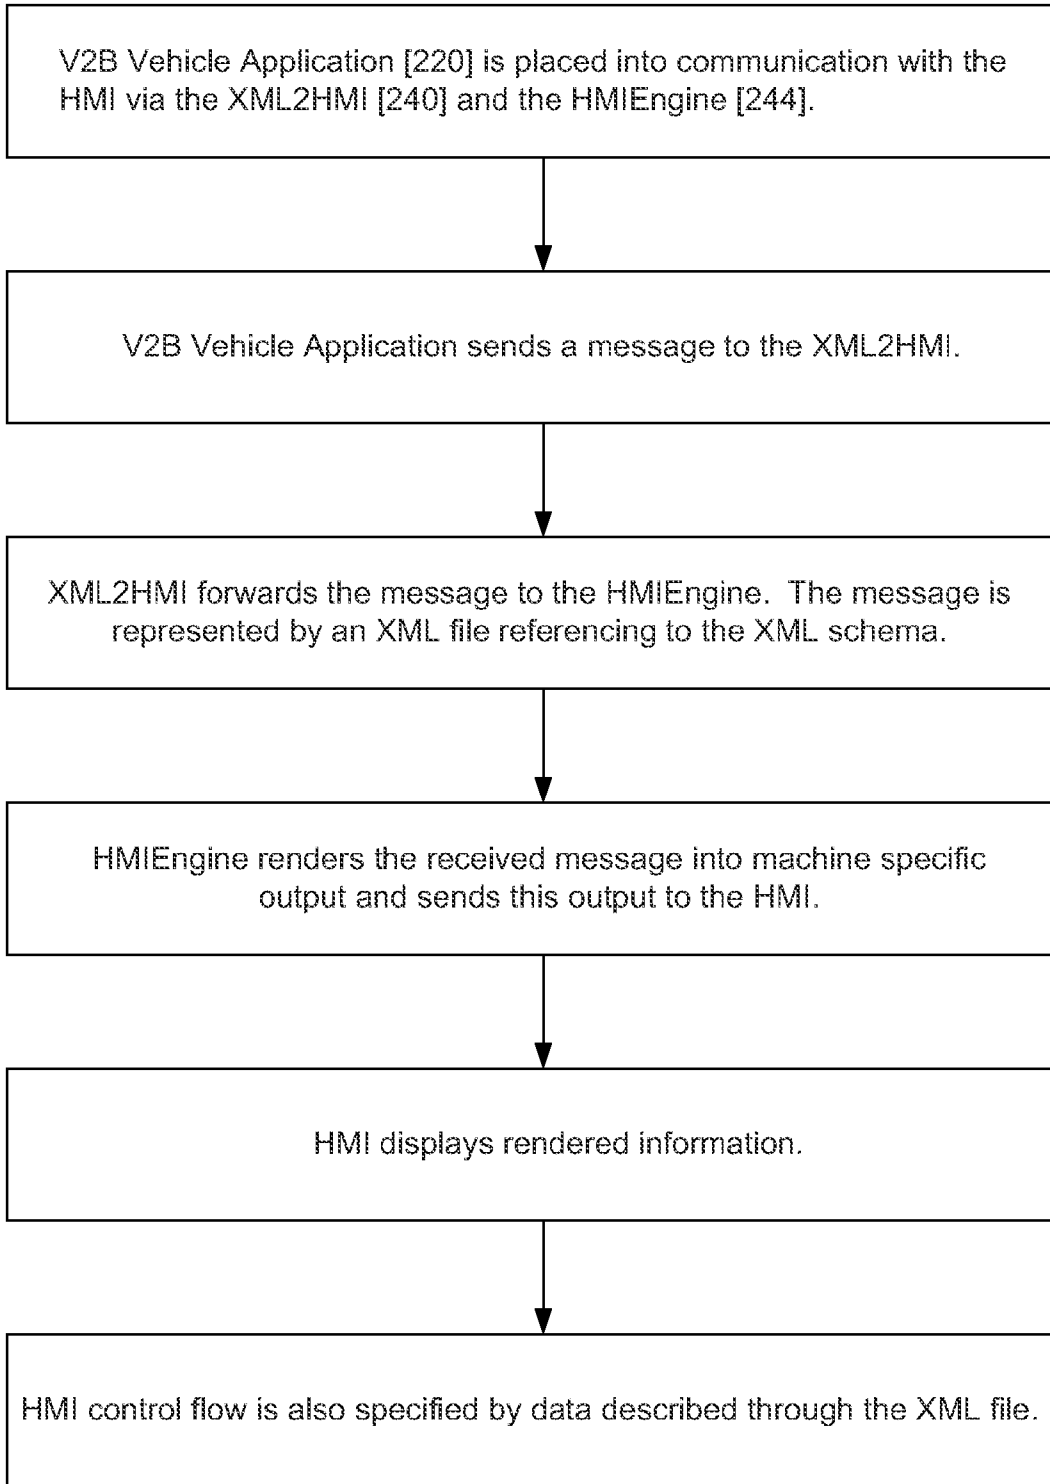 V2B Vehicle Application [220] is placed into communication with the
HMI via the XML2HMI [240] and the HMIEngine [244].
V2B Vehicle Application sends a message to the XML2HMI.
XML2HMI forwards the message to the HMIEngine.  The message is
represented by an XML file referencing to the XML schema.
HMIEngine renders the received message into machine specific
output and sends this output to the HMI.
HMI displays rendered information.
HMI control flow is also specified by data described through the XML file.